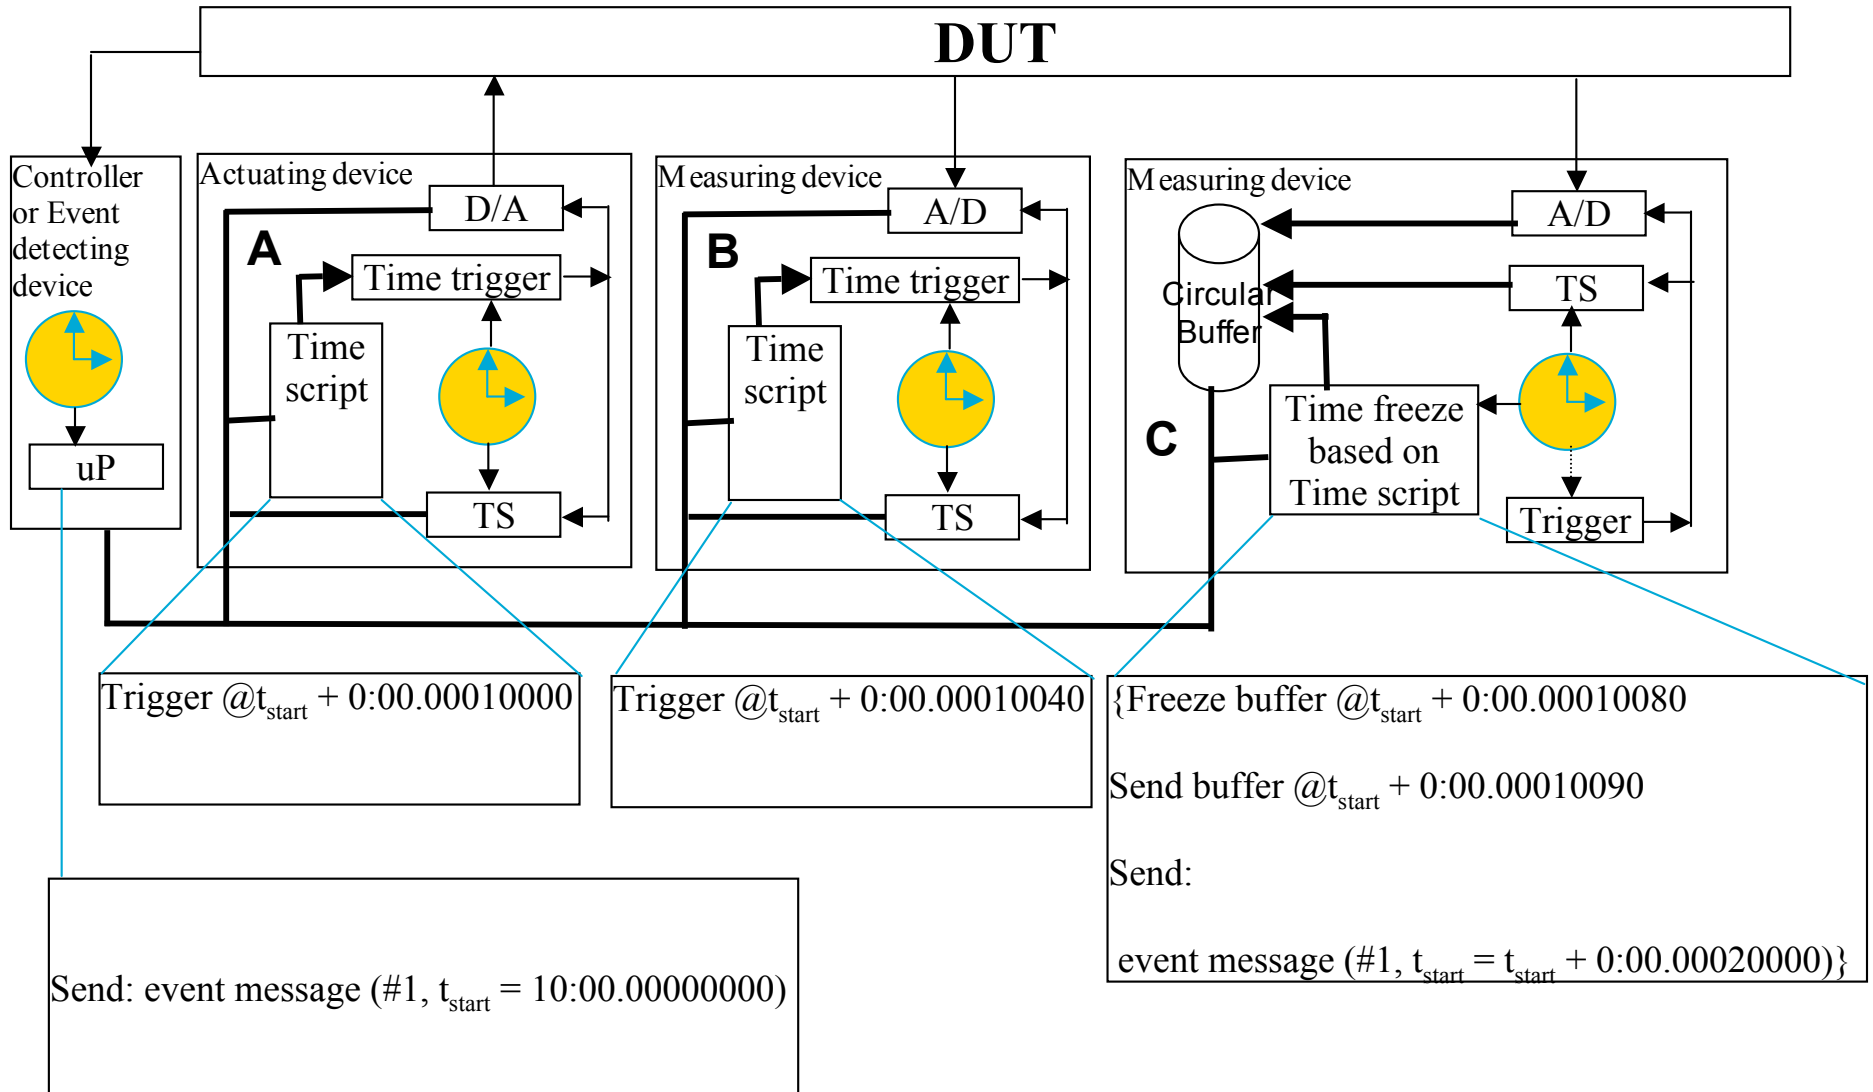 DUT
Controller
or Event
detecting
device
uP
Actuating device
D/A
A
Time trigger
Time
script
TS
Measuring device
A/D
B
Time trigger
Time
script
TS
Measuring device
A/D
TS
Circular
Buffer
C
Time freeze
based on
Time script
Trigger
Trigger @tstart + 0:00.00010000
Trigger @tstart + 0:00.00010040
{Freeze buffer @tstart + 0:00.00010080
Send buffer @tstart + 0:00.00010090
Send:
event message (#1, tstart = tstart + 0:00.00020000)}
Send: event message (#1, tstart = 10:00.00000000)